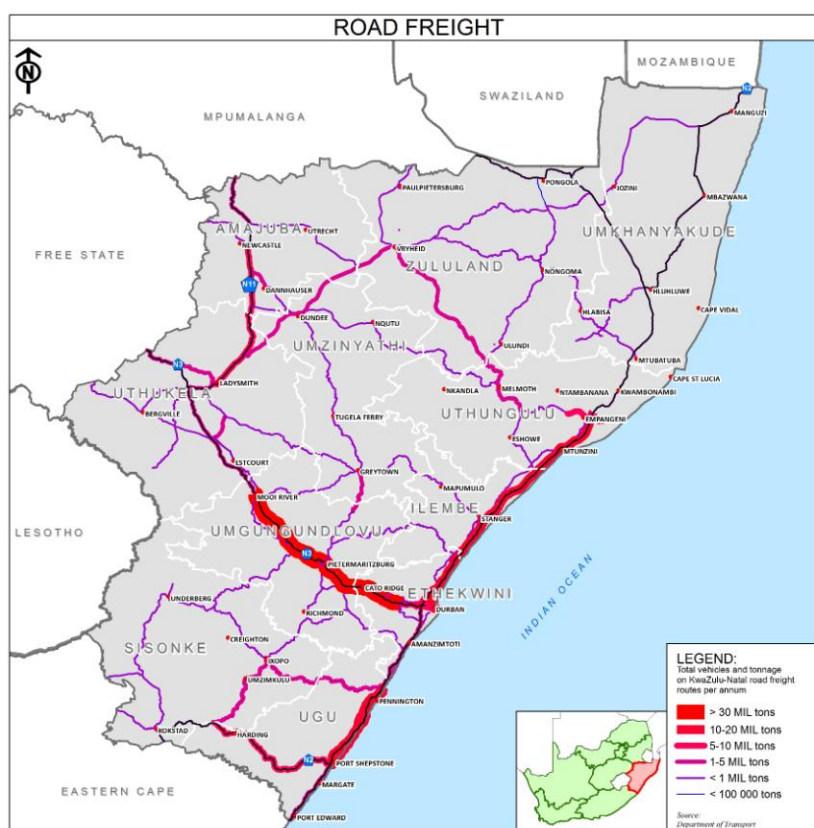 ROAD FREIGHT
N
MOZAMBIQUE
N2
SWAZILAND
MANGUZI
MPUMALANGA
PONGOLA
JOZINI
PAULPIETERSBURG
MBAZWANA
AMAJUBA
UTRECHT
UMKHANYAKUDE
NEWCASTLE
VRYHEID
FREE STATE
ZULULAND
NONGOMA
N11
DANNHAUSER
HLUHLUWE
HLABISA
CAPE VIDAL
DUNDEE
NQUTU
UMZINYATHI
ULUNDI
MTUBATUBA
N3
CAPE ST LUCIA
LADYSMITH
UTHUKELA
NKANDLA
MELMOTH
NTAMBANANA
KWAMBONAMBI
BERGVILLE
TUGELA FERRY
UTHUNGULU
EMPANGENI
ESHOWE
MTUNZINI
ESTCOURT
GREYTOWN
MAPUMULO
MOOI RIVER
ILEMBE
STANGER
LESOTHO
UMGUNGUNDLOVU
N3
PIETERMARITZBURG
INDIAN OCEAN
CATO RIDGE
ETHEKWINI
UNDERBERG
DURBAN
RICHMOND
CREIGHTON
AMANZIMTOTI
SISONKE
IXOPO
UMZIMKULU
PENNINGTON
UGU
KOKSTAD
HARDING
N2
PORT SHEPSTONE
MARGATE
EASTERN CAPE
PORT EDWARD
LEGEND:
Total vehicles and tonnage
on KwaZulu-Natal road freight
routes per annum
> 30 MIL tons
10-20 MIL tons
5-10 MIL tons
1-5 MIL tons
< 1 MIL tons
< 100 000 tons
Source:
Department of Transport